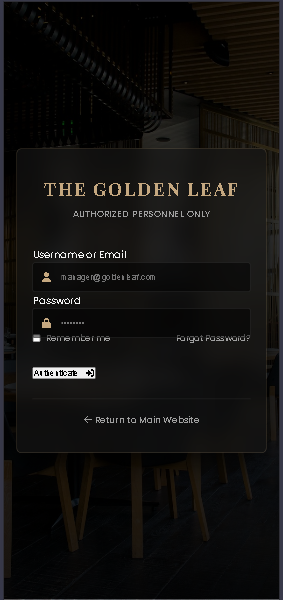 THE GOLDEN LEAF
AUTHORIZED PERSONNEL ONLY
Username or Email
manager@goldenleaf.com
Password
Remember me Forgot Password?
Authenticate
← Return to Main Website